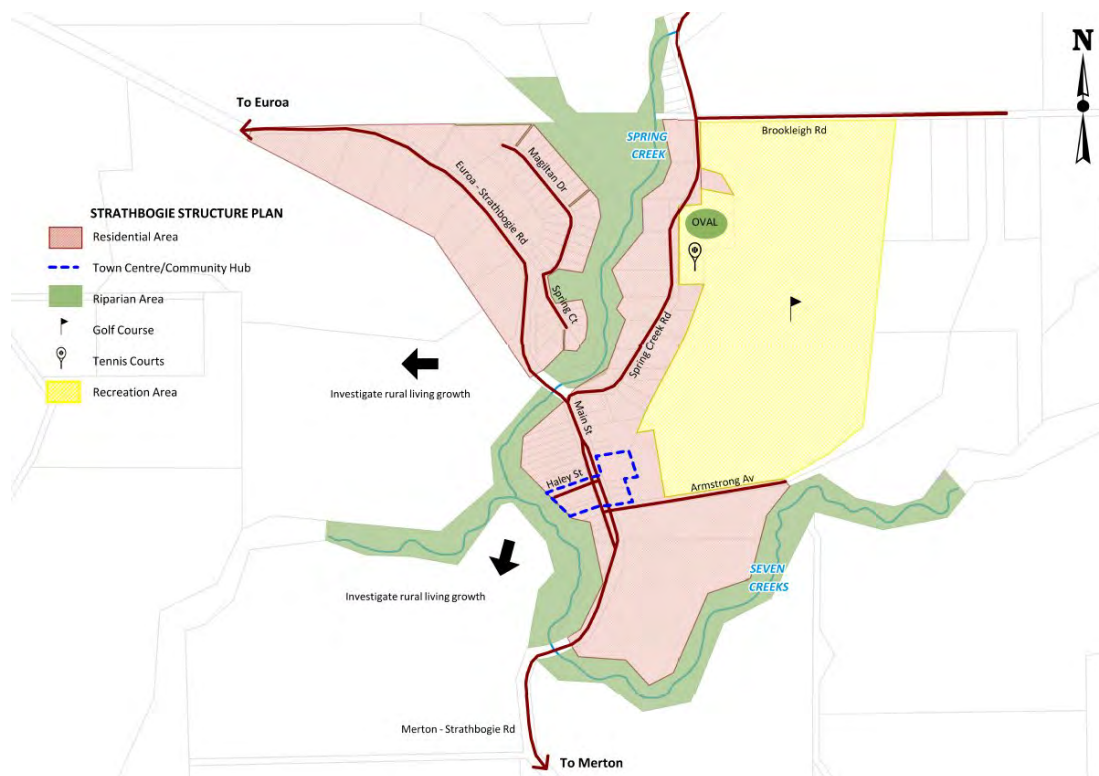 N
To Euroa
Brookleigh Rd
SPRING
CREEK
Magiltan Dr
Euroa - Strathbogie Rd
STRATHBOGIE STRUCTURE PLAN
Residential Area
Town Centre/Community Hub
Riparian Area
Golf Course
Tennis Courts
Recreation Area
OVAL
Spring Ct
Spring Creek Rd
Investigate rural living growth
Main St
Haley St
Armstrong Av
SEVEN
CREEKS
Investigate rural living growth
Merton - Strathbogie Rd
To Merton